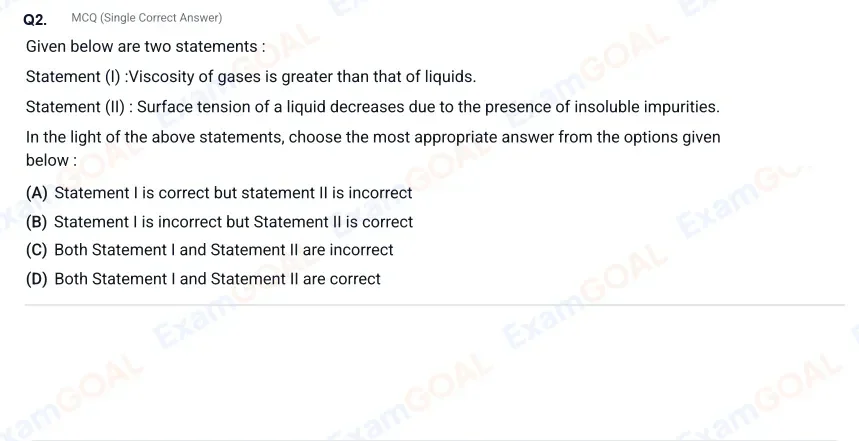 Q2. MCQ (Single Correct Answer)
Given below are two statements :
Statement (I) :Viscosity of gases is greater than that of liquids.
Statement (II) : Surface tension of a liquid decreases due to the presence of insoluble impurities.
In the light of the above statements, choose the most appropriate answer from the options given
below :
(A) Statement I is correct but statement II is incorrect
(B) Statement I is incorrect but Statement II is correct
(C) Both Statement I and Statement II are incorrect
(D) Both Statement I and Statement II are correct
ExamGOAL